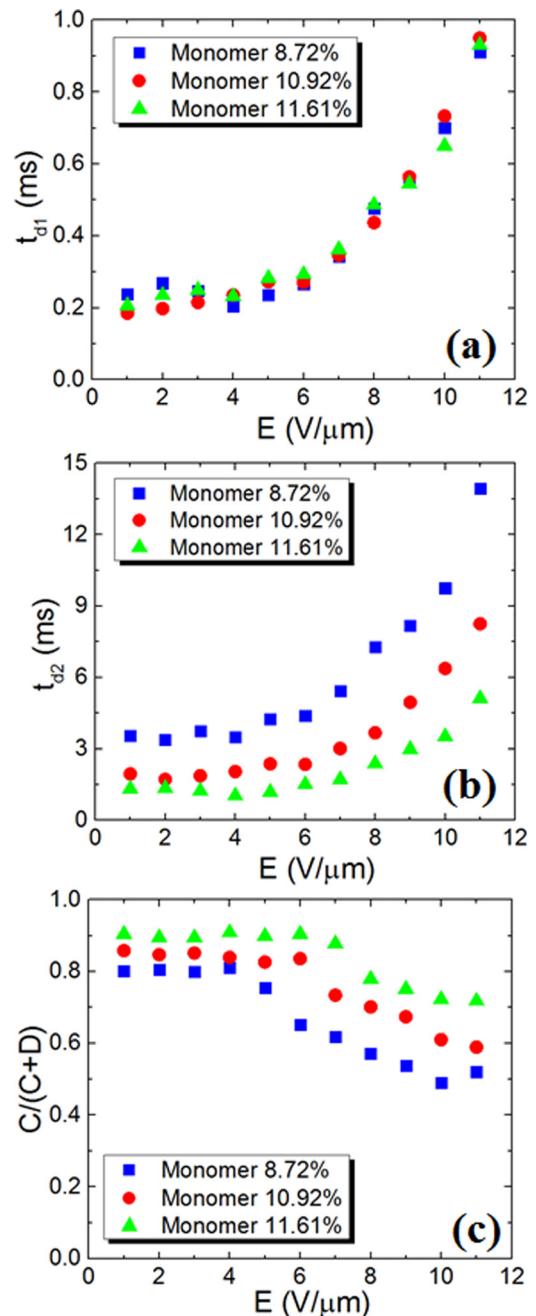 1.0
0.8
0.6
0.4
0.2
0.0
t_d1 (ms)
Monomer 8.72%
Monomer 10.92%
Monomer 11.61%
(a)
0 2 4 6 8 10 12
E (V/μm)
15
12
9
6
3
0
t_d2 (ms)
Monomer 8.72%
Monomer 10.92%
Monomer 11.61%
(b)
0 2 4 6 8 10 12
E (V/μm)
1.0
0.8
0.6
0.4
0.2
0.0
C/(C+D)
Monomer 8.72%
Monomer 10.92%
Monomer 11.61%
(c)
0 2 4 6 8 10 12
E (V/μm)